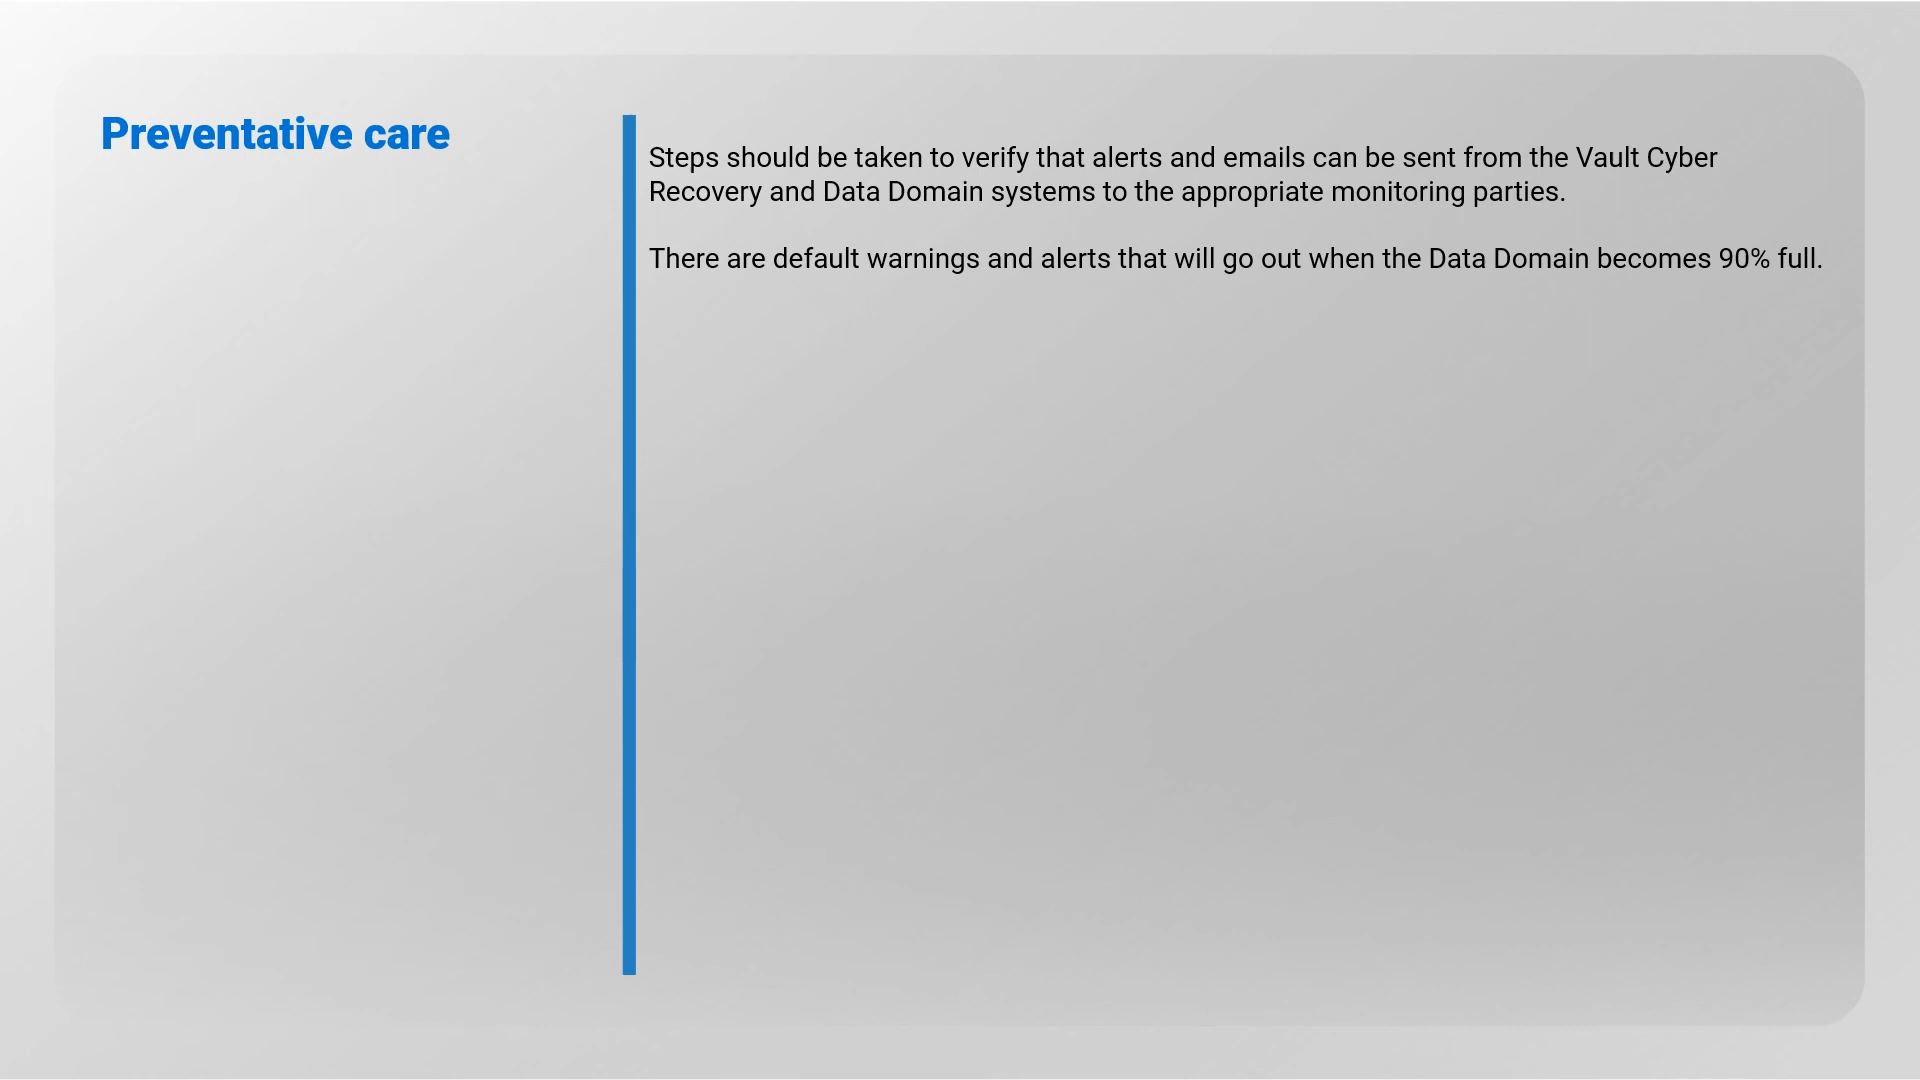 Preventative care
Steps should be taken to verify that alerts and emails can be sent from the Vault Cyber
Recovery and Data Domain systems to the appropriate monitoring parties.
There are default warnings and alerts that will go out when the Data Domain becomes 90% full.